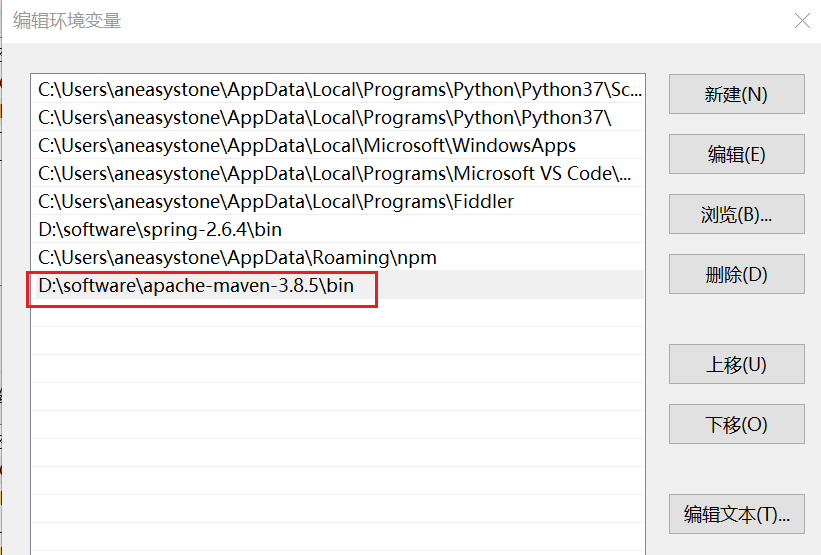 编辑环境变量
C:\Users\aneasystone\AppData\Local\Programs\Python\Python37\Sc...
C:\Users\aneasystone\AppData\Local\Programs\Python\Python37\
C:\Users\aneasystone\AppData\Local\Microsoft\WindowsApps
C:\Users\aneasystone\AppData\Local\Programs\Microsoft VS Code\...
C:\Users\aneasystone\AppData\Local\Programs\Fiddler
D:\software\spring-2.6.4\bin
C:\Users\aneasystone\AppData\Roaming\npm
D:\software\apache-maven-3.8.5\bin
新建(N)
编辑(E)
浏览(B)...
删除(D)
上移(U)
下移(O)
编辑文本(T)...